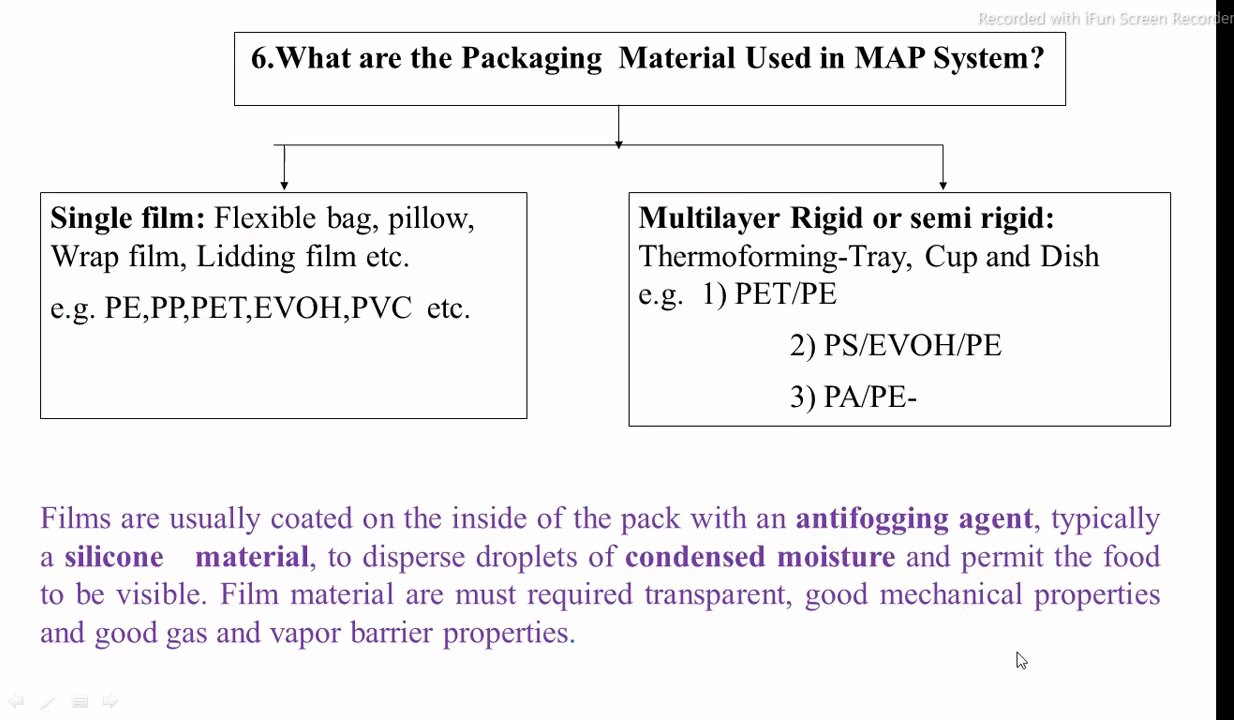 Recorded with iFun Screen Recorder
6.What are the Packaging Material Used in MAP System?
Single film: Flexible bag, pillow,
Wrap film, Lidding film etc.
e.g. PE,PP,PET,EVOH,PVC etc.
Multilayer Rigid or semi rigid:
Thermoforming-Tray, Cup and Dish
e.g. 1) PET/PE
2) PS/EVOH/PE
3) PA/PE-
Films are usually coated on the inside of the pack with an antifogging agent, typically
a silicone material, to disperse droplets of condensed moisture and permit the food
to be visible. Film material are must required transparent, good mechanical properties
and good gas and vapor barrier properties.